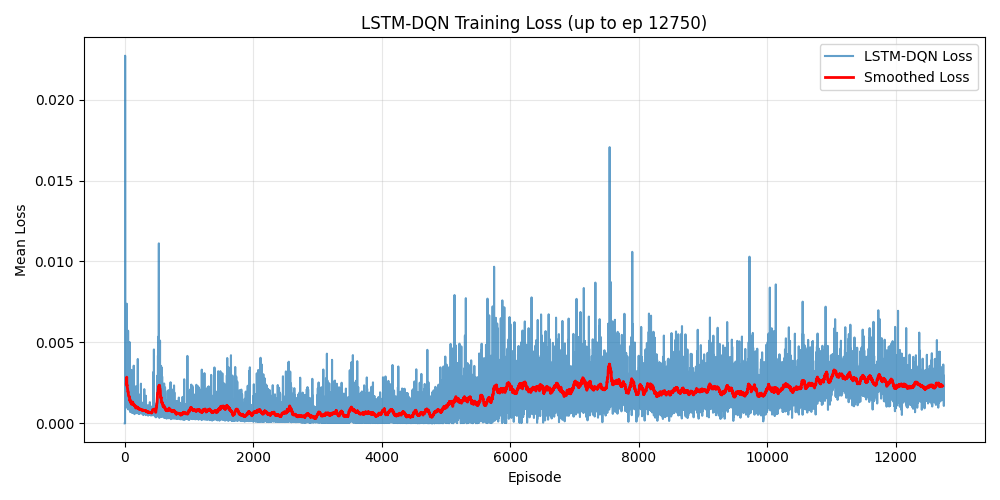 LSTM-DQN Training Loss (up to ep 12750)
LSTM-DQN Loss
Smoothed Loss
Mean Loss
0.020
0.015
0.010
0.005
0.000
0
2000
4000
6000
8000
10000
12000
Episode